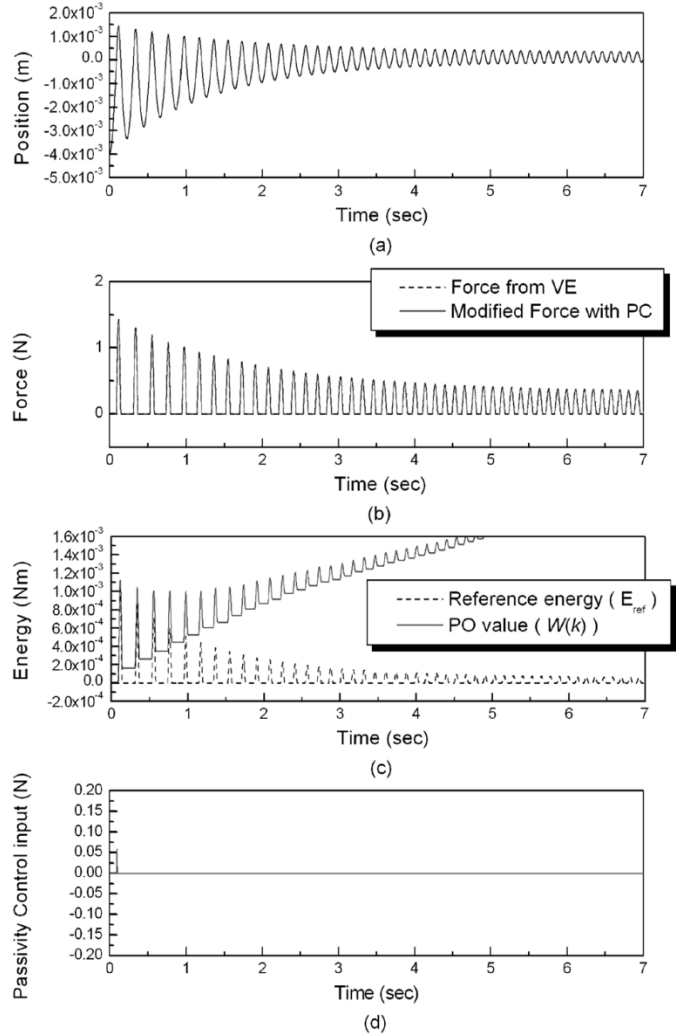 2.0x10⁻³
1.0x10⁻³
0.0
-1.0x10⁻³
-2.0x10⁻³
-3.0x10⁻³
-4.0x10⁻³
-5.0x10⁻³
Position (m)
0 1 2 3 4 5 6 7
Time (sec)
(a)
2
1
0
Force (N)
Force from VE
Modified Force with PC
0 1 2 3 4 5 6 7
Time (sec)
(b)
1.6x10⁻³
1.4x10⁻³
1.2x10⁻³
1.0x10⁻³
8.0x10⁻⁴
6.0x10⁻⁴
4.0x10⁻⁴
2.0x10⁻⁴
0.0
-2.0x10⁻⁴
Energy (Nm)
Reference energy ( E_ref )
PO value ( W(k) )
0 1 2 3 4 5 6 7
Time (sec)
(c)
0.20
0.15
0.10
0.05
0.00
-0.05
-0.10
-0.15
-0.20
Passivity Control input (N)
0 1 2 3 4 5 6 7
Time (sec)
(d)